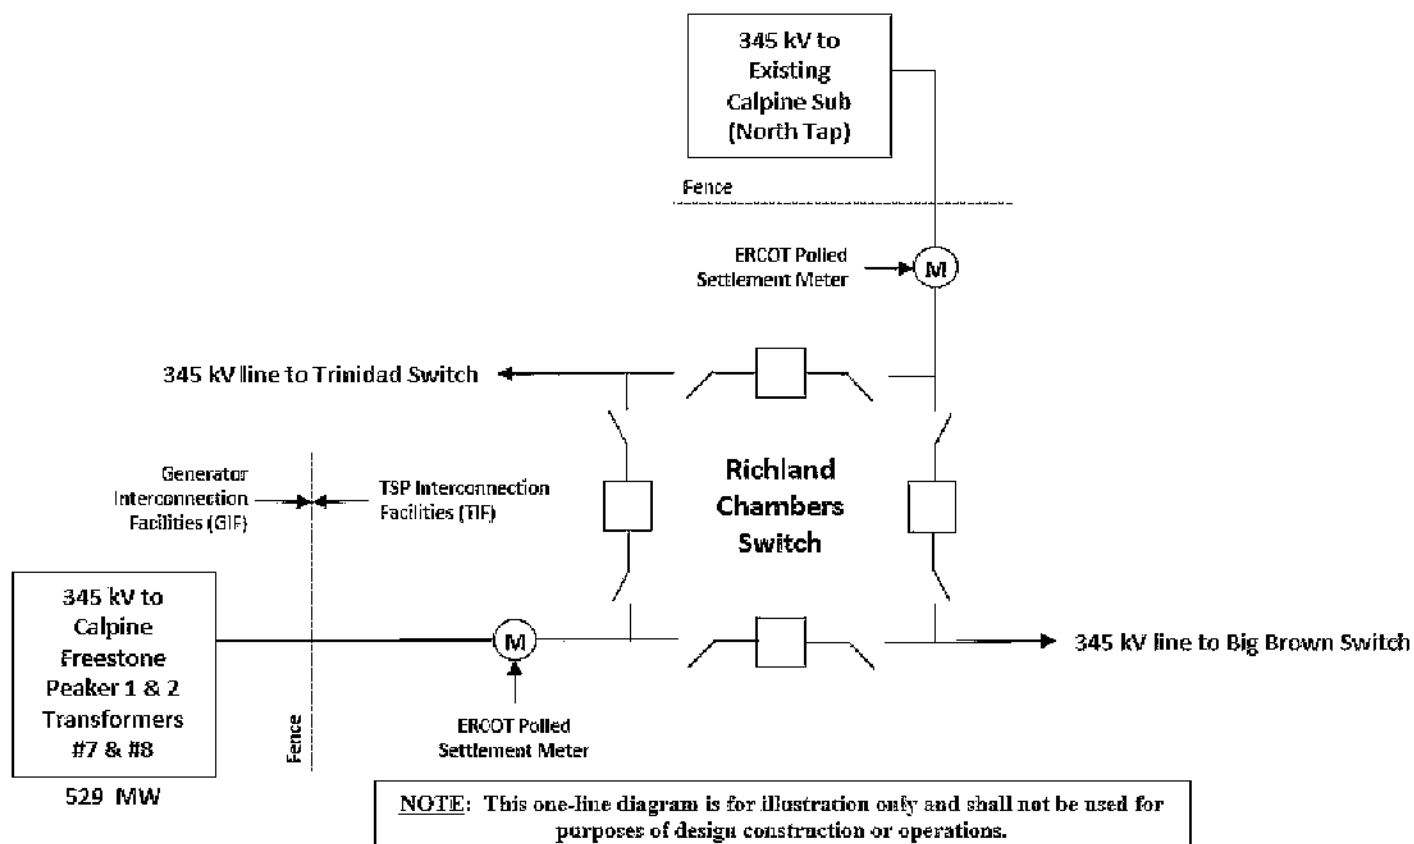 345 kV to
Existing
Calpine Sub
(North Tap)
Fence
ERCOT Polled
Settlement Meter
M
345 kV line to Trinidad Switch
Richland
Chambers
Switch
Generator
Interconnection
Facilities (GIF)
TSP Interconnection
Facilities (TIF)
345 kV to
Calpine
Freestone
Peaker 1 & 2
Transformers
#7 & #8
529 MW
Fence
M
ERCOT Polled
Settlement Meter
345 kV line to Big Brown Switch
NOTE: This one-line diagram is for illustration only and shall not be used for
purposes of design construction or operations.